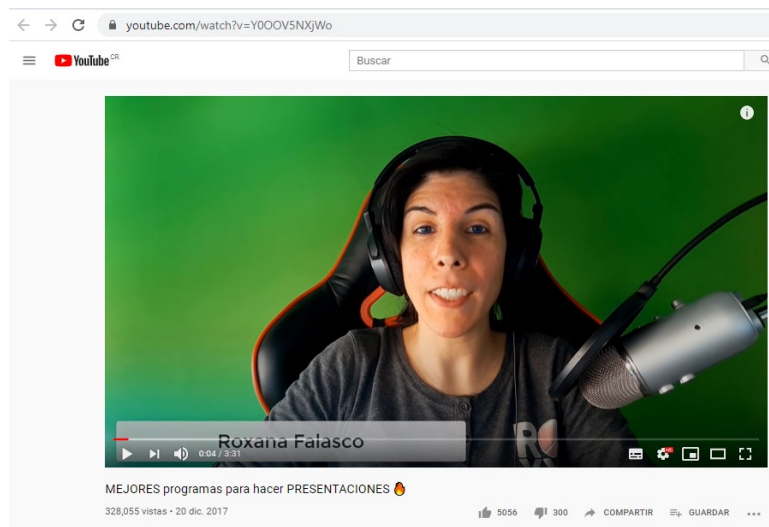 youtube.com/watch?v=Y0OOV5NXjWo
YouTube CR
Buscar
Roxana Falasco
0:04 / 3:31
MEJORES programas para hacer PRESENTACIONES
328,055 vistas • 20 dic. 2017
5056 300 COMPARTIR GUARDAR